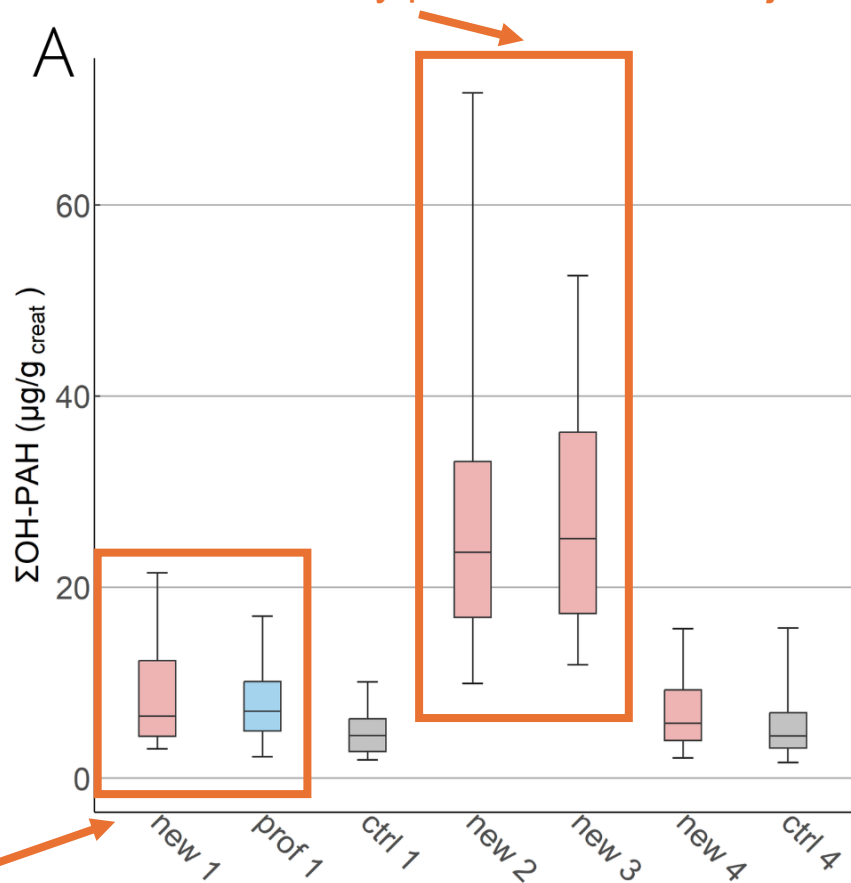 A
ΣOH-PAH (µg/g creat )
60
40
20
0
new 1
prof 1
ctrl 1
new 2
new 3
new 4
ctrl 4